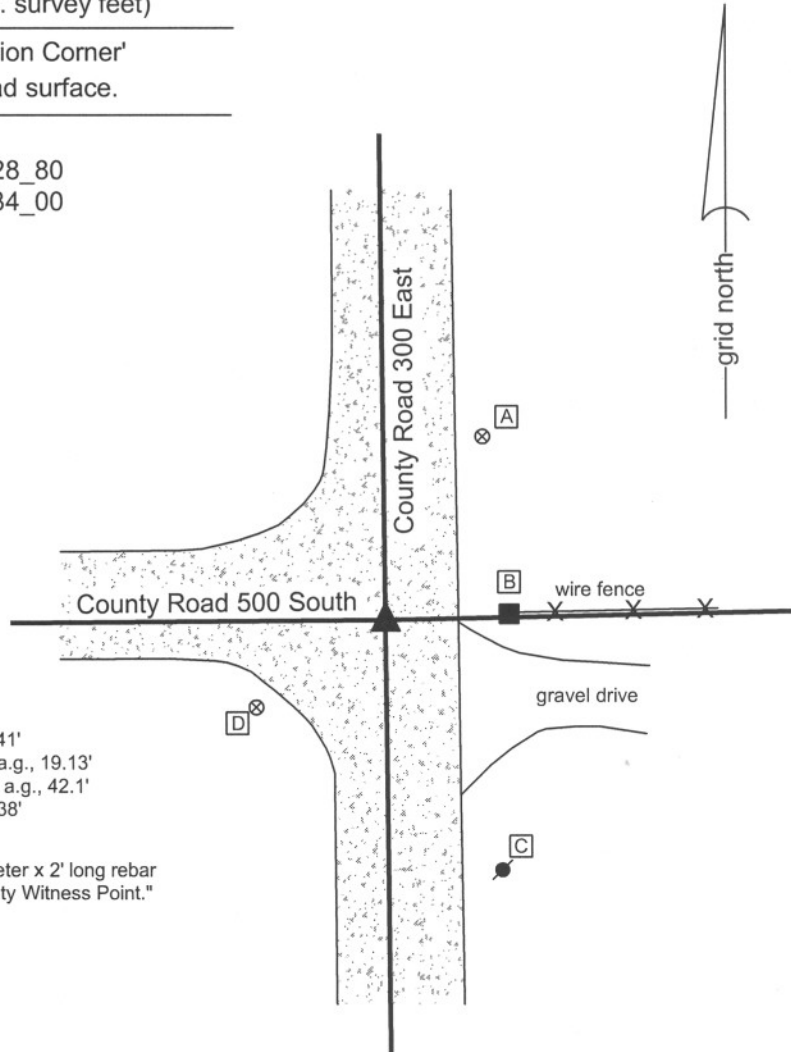 . survey feet)
ion Corner'
ad surface.
28_80
34_00
grid north
County Road 300 East
A
B
wire fence
County Road 500 South
gravel drive
D
41'
a.g., 19.13'
a.g., 42.1'
38'
C
eter x 2' long rebar
ty Witness Point."